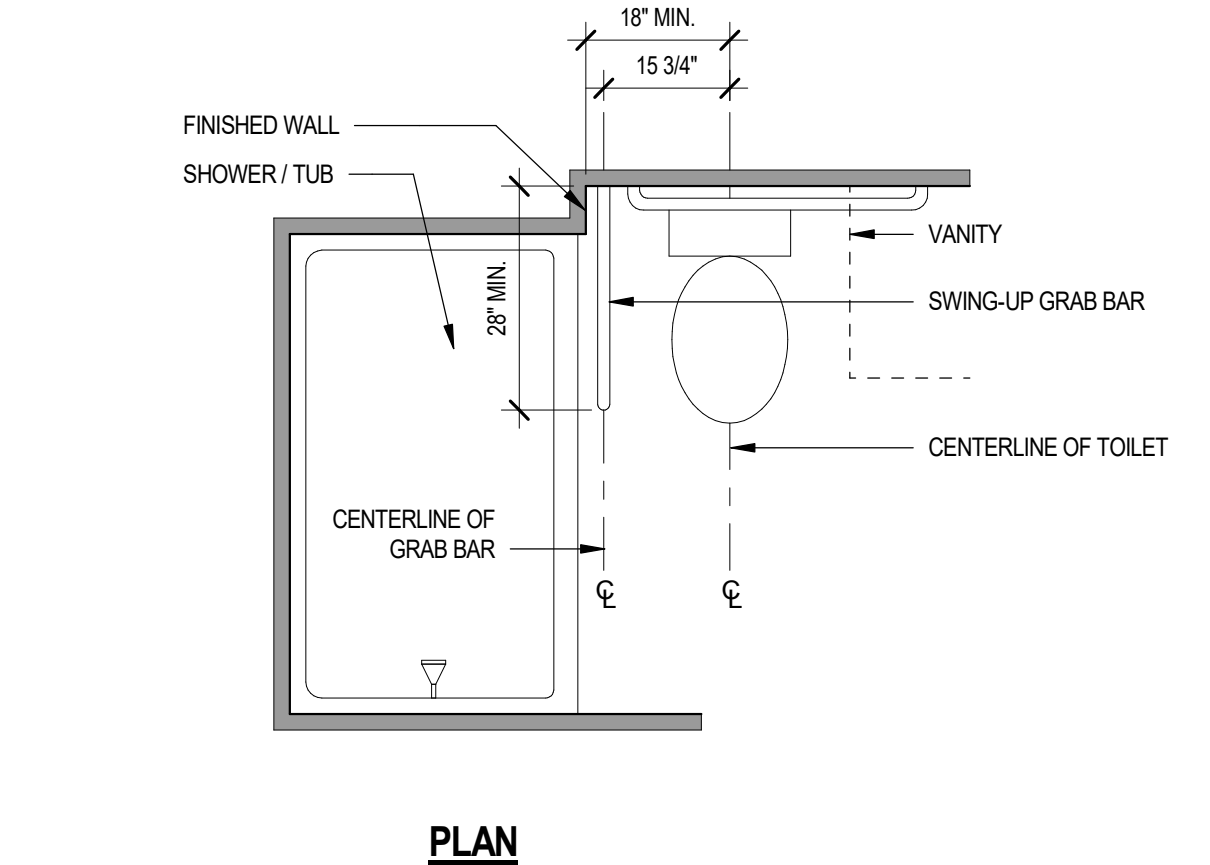 18" MIN.
15 3/4"
FINISHED WALL
SHOWER / TUB
28" MIN.
VANITY
SWING-UP GRAB BAR
CENTERLINE OF TOILET
CENTERLINE OF
GRAB BAR
℄ ℄
PLAN